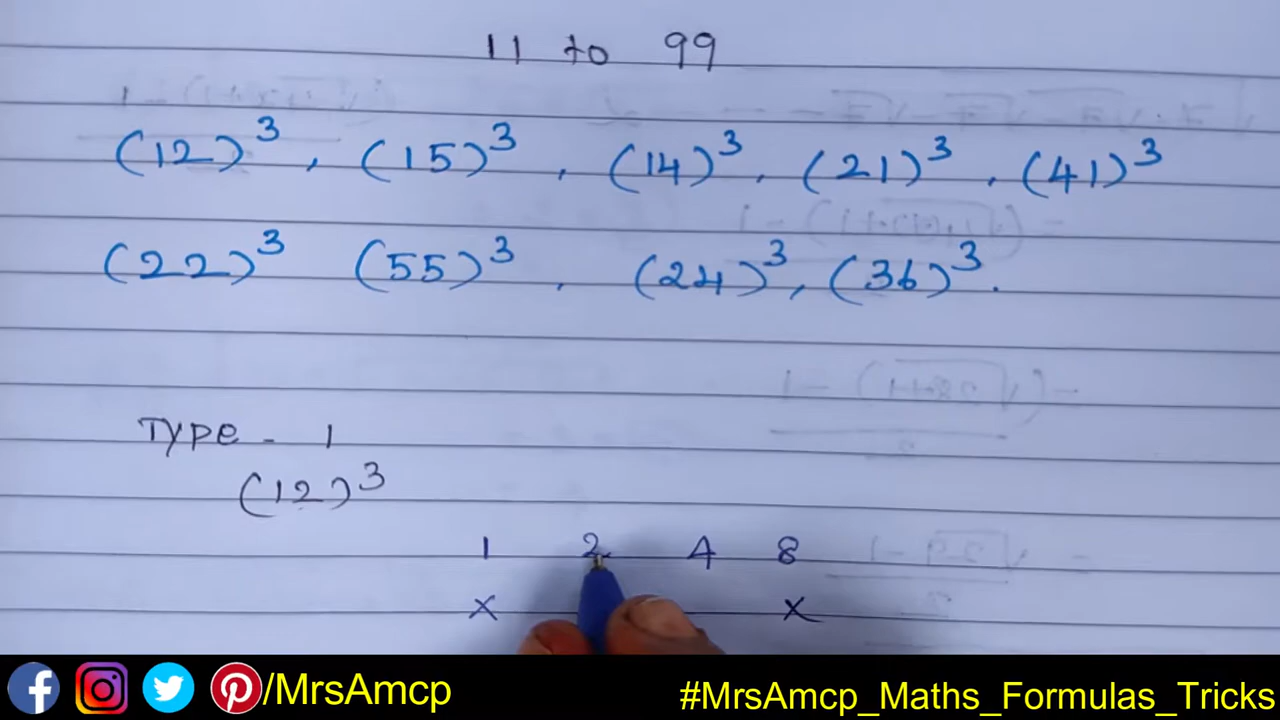 11 to 99
(12)³, (15)³, (14)³, (21)³, (41)³
(22)³ (55)³, (24)³, (36)³.
Type - 1
(12)³
1 2 4 8
x x
/MrsAmcp #MrsAmcp_Maths_Formulas_Tricks